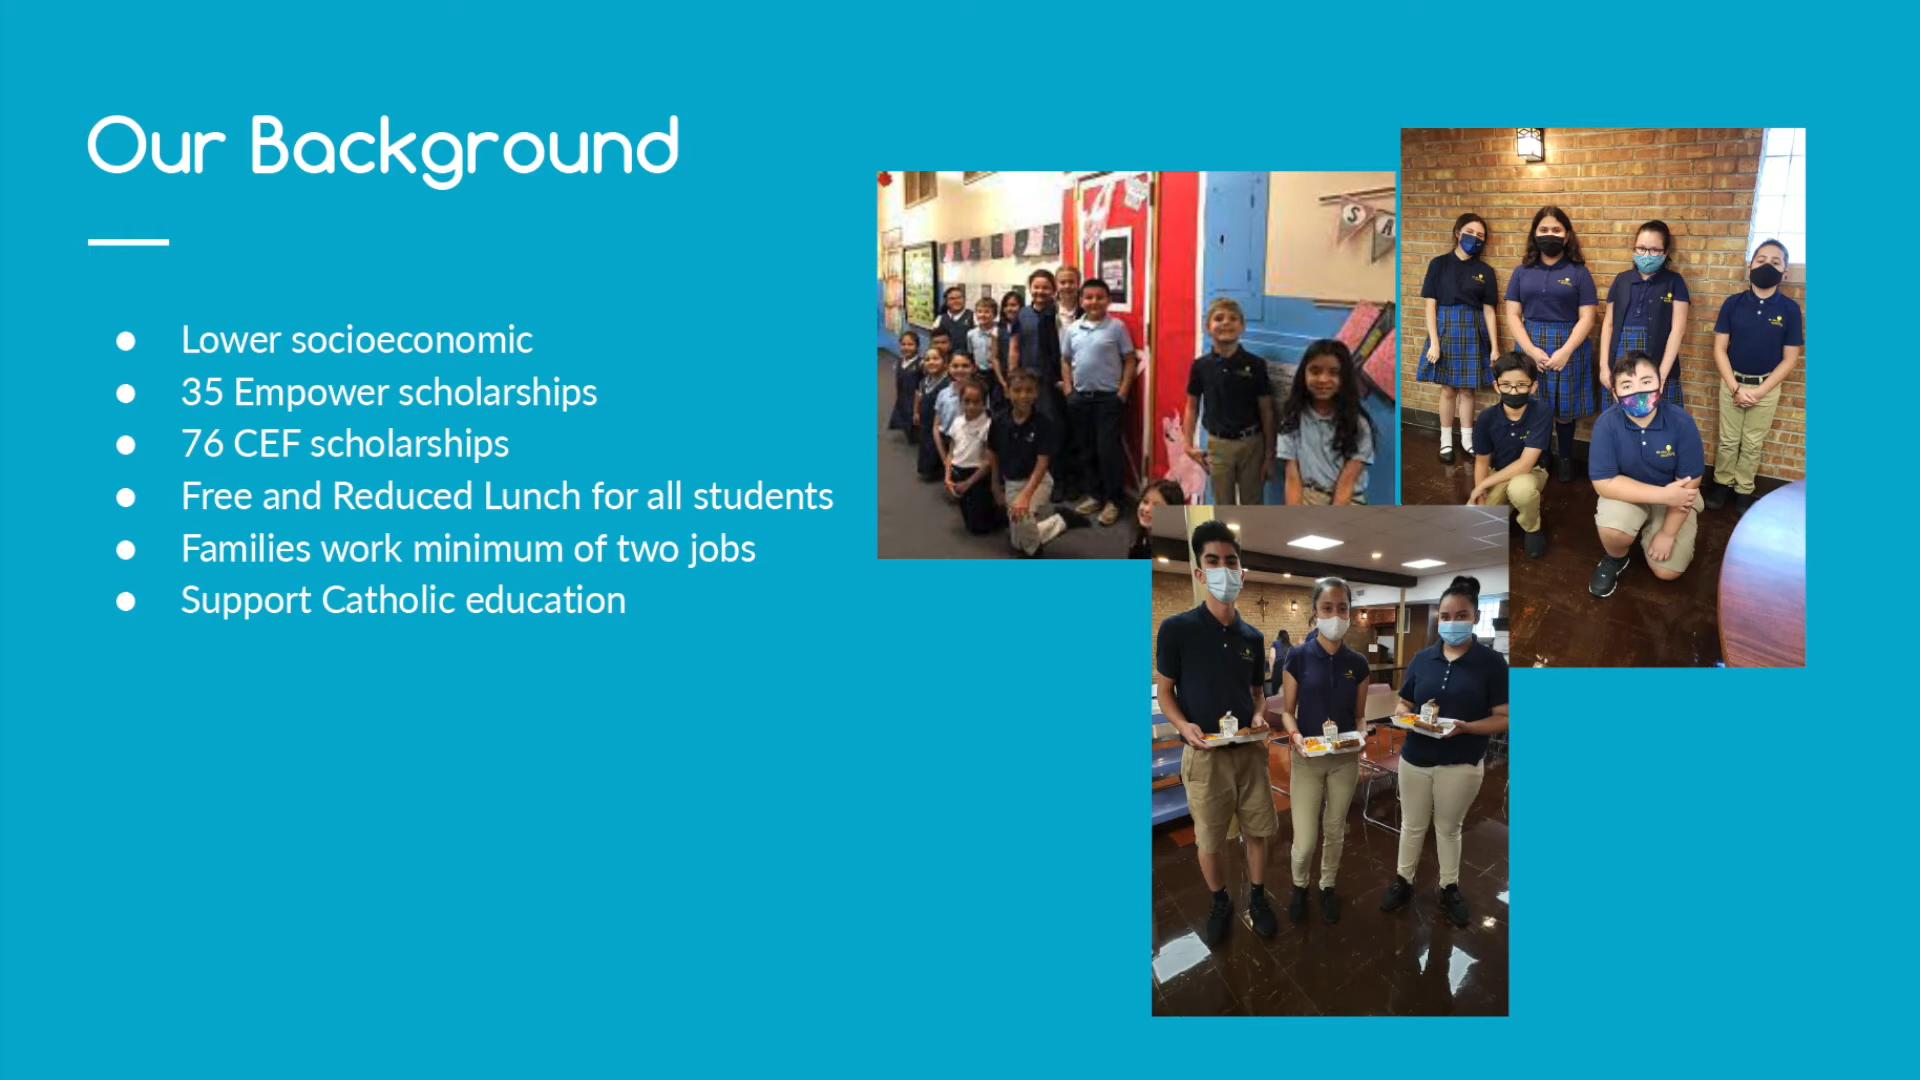 Our Background
Lower socioeconomic
35 Empower scholarships
76 CEF scholarships
Free and Reduced Lunch for all students
Families work minimum of two jobs
Support Catholic education
S A